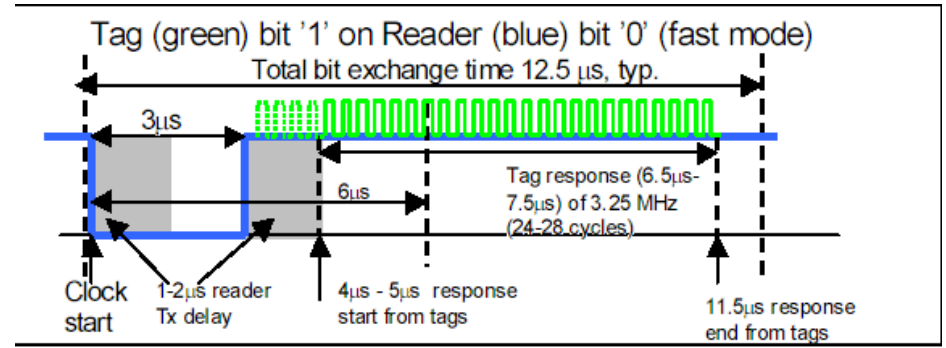 Tag (green) bit '1' on Reader (blue) bit '0' (fast mode)
Total bit exchange time 12.5 µs, typ.
3µs
6µs
Tag response (6.5µs-
7.5µs) of 3.25 MHz
(24-28 cycles)
Clock
start
1-2µs reader
Tx delay
4µs - 5µs response
start from tags
11.5µs response
end from tags